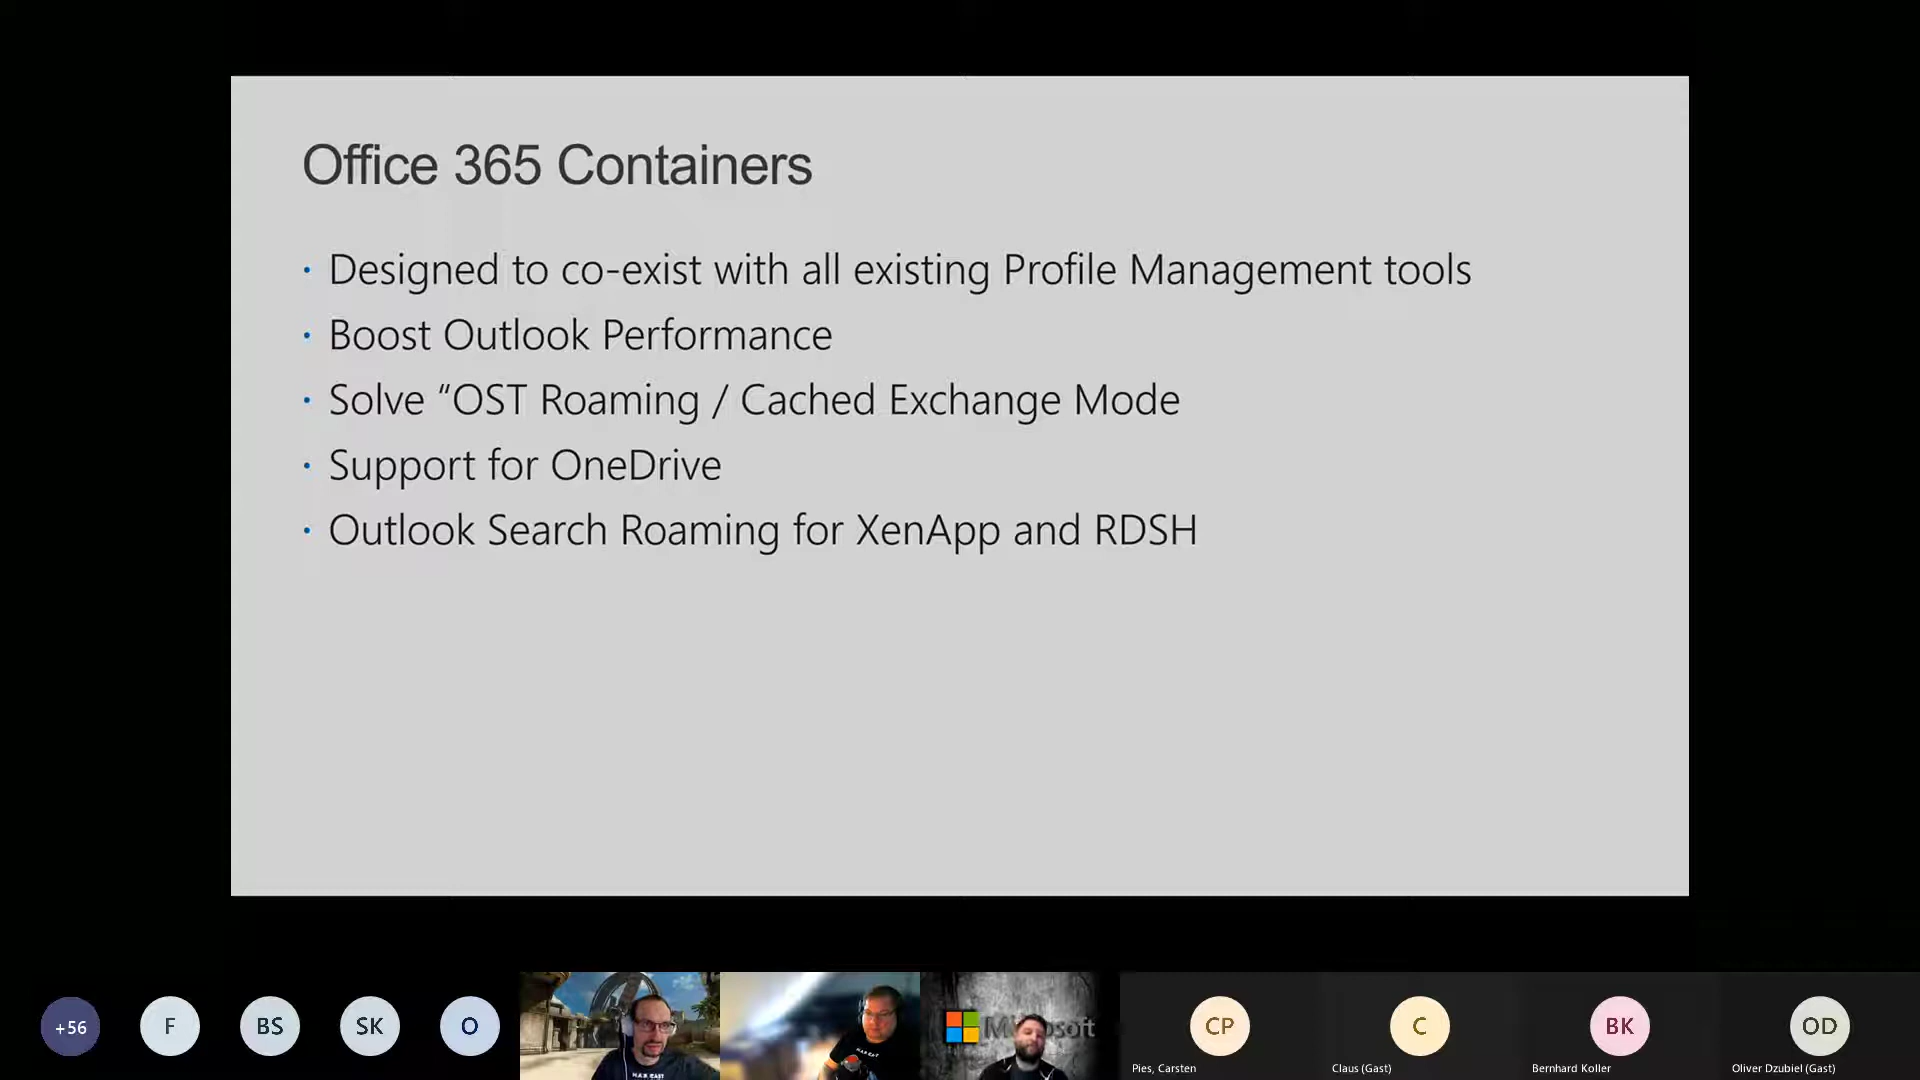 Office 365 Containers
· Designed to co-exist with all existing Profile Management tools
· Boost Outlook Performance
· Solve “OST Roaming / Cached Exchange Mode
· Support for OneDrive
· Outlook Search Roaming for XenApp and RDSH
+56
F
BS
SK
O
CP
C
BK
OD
Pies, Carsten
Claus (Gast)
Bernhard Koller
Oliver Dzubiel (Gast)